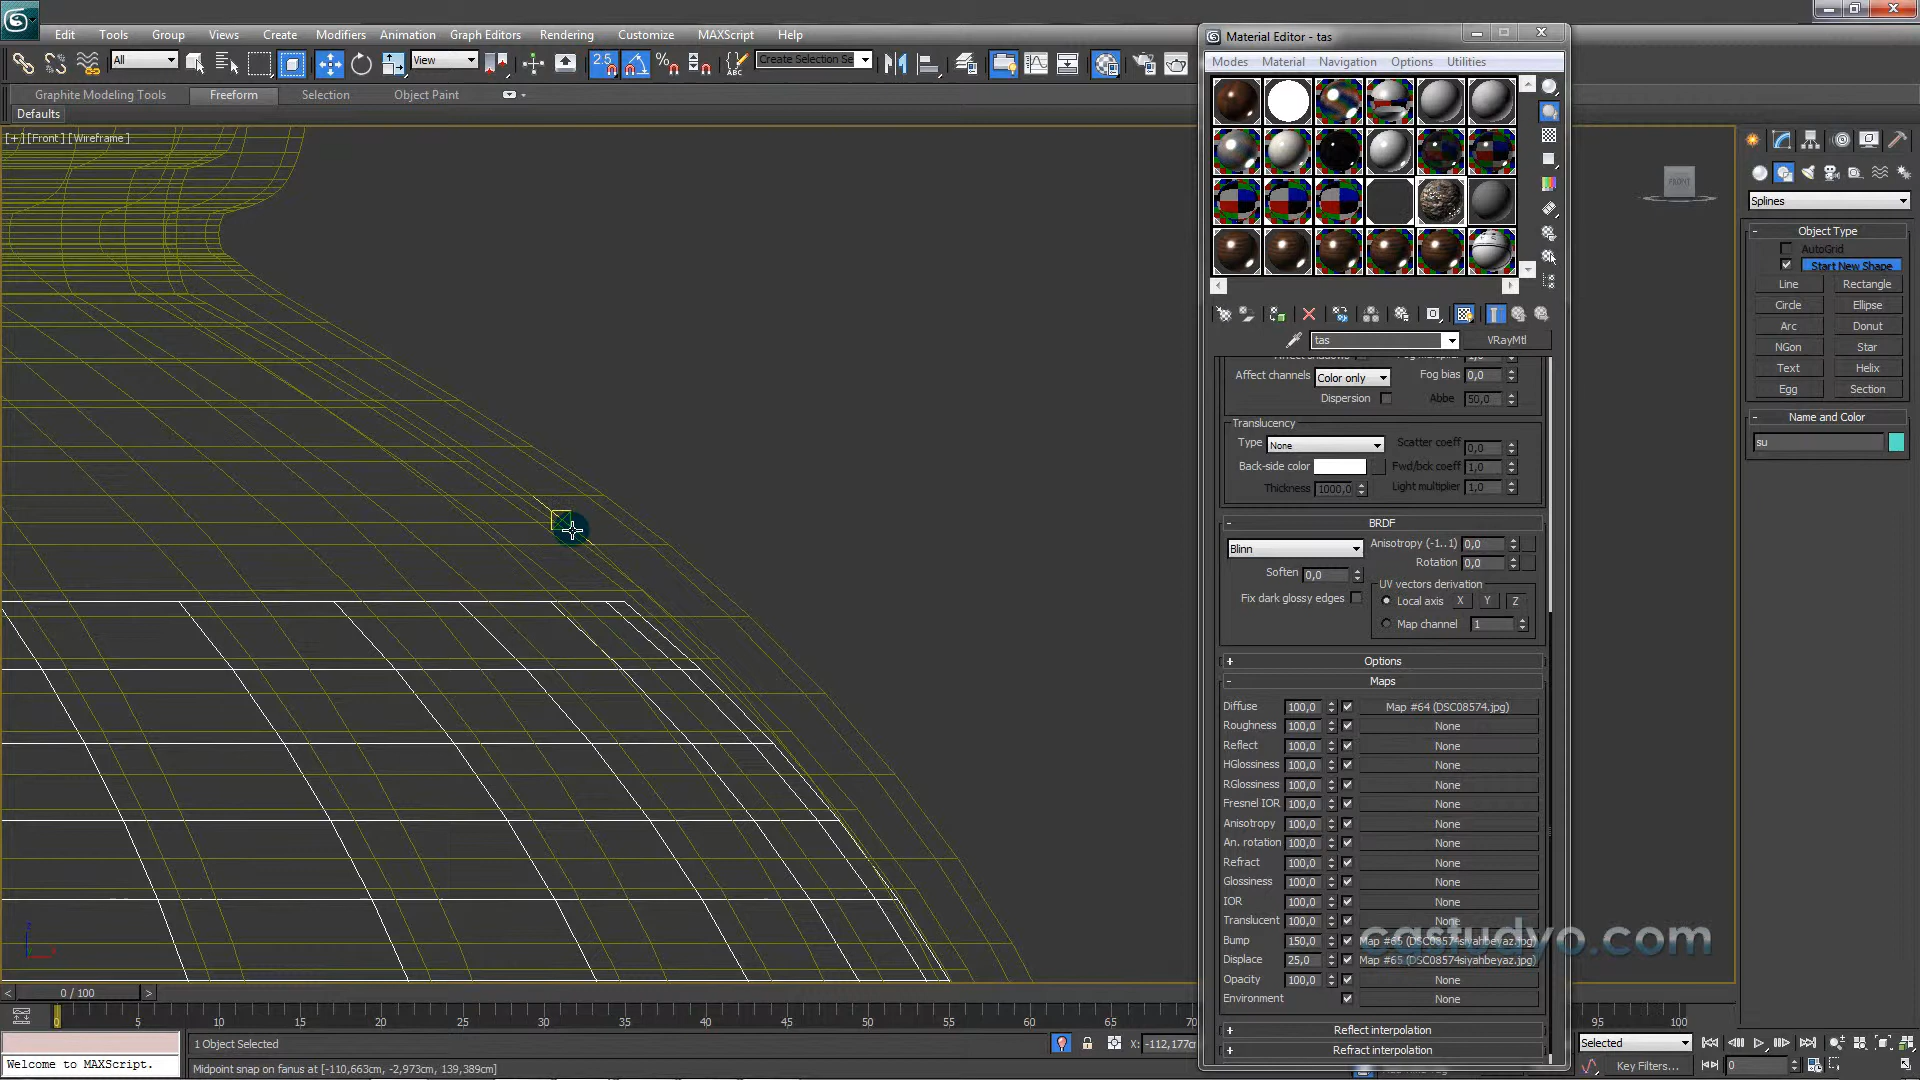 Edit Tools Group Views Create Modifiers Animation Graph Editors Rendering Customize MAXScript Help
All View 2.5 Create Selection Se
Graphite Modeling Tools Freeform Selection Object Paint
Defaults
[+] [Front] [Wireframe]
FRONT
Material Editor - tas
Modes Material Navigation Options Utilities
tas VRayMtl
Affect channels Color only Fog bias 0,0
Dispersion Abbe 50,0
Translucency
Type None Scatter coeff 0,0
Back-side color Fwd/bck coeff 1,0
Thickness 1000,0 Light multiplier 1,0
BRDF
Blinn Anisotropy (-1..1) 0,0
Rotation 0,0
Soften 0,0 UV vectors derivation
Fix dark glossy edges Local axis X Y Z
Map channel 1
Options
Maps
Diffuse 100,0 Map #64 (DSC08574.jpg)
Roughness 100,0 None
Reflect 100,0 None
HGlossiness 100,0 None
RGlossiness 100,0 None
Fresnel IOR 100,0 None
Anisotropy 100,0 None
An. rotation 100,0 None
Refract 100,0 None
Glossiness 100,0 None
IOR 100,0 None
Translucent 100,0 None
Bump 150,0 Map #65 (DSC08574siyahbeyaz.jpg)
Displace 25,0 Map #65 (DSC08574siyahbeyaz.jpg)
Opacity 100,0 None
Environment None
Reflect interpolation
Refract interpolation
cgstudyo.com
Splines
Object Type
AutoGrid
Start New Shape
Line Rectangle
Circle Ellipse
Arc Donut
NGon Star
Text Helix
Egg Section
Name and Color
su
0 / 100
0 5 10 15 20 25 30 35 40 45 50 55 60 65 70 95 100
1 Object Selected X: -112,177c
Welcome to MAXScript. Midpoint snap on fanus at [-110,663cm, -2,973cm, 139,389cm]
Selected
Key Filters... 0